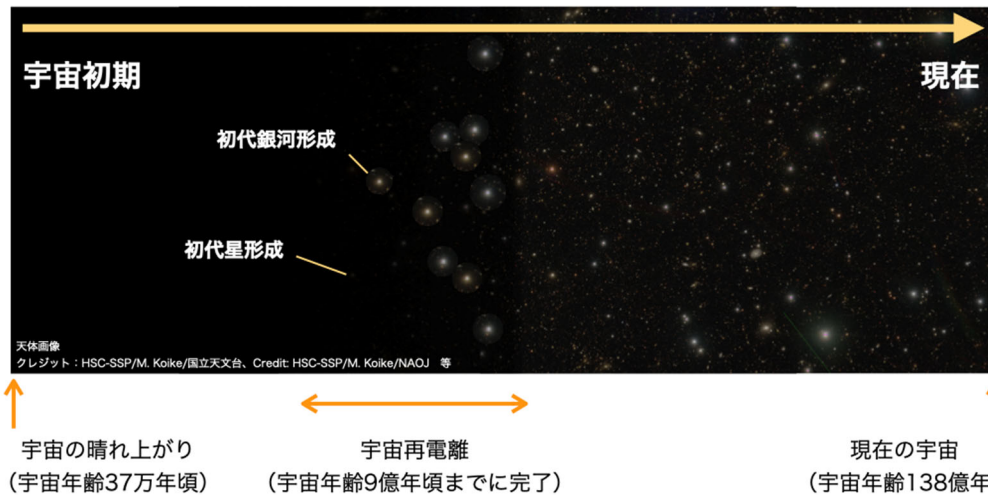 宇宙初期
現在
初代銀河形成
初代星形成
天体画像
クレジット：HSC-SSP/M. Koike/国立天文台、Credit: HSC-SSP/M. Koike/NAOJ 等
宇宙の晴れ上がり
（宇宙年齢37万年頃）
宇宙再電離
（宇宙年齢9億年頃までに完了）
現在の宇宙
（宇宙年齢138億年